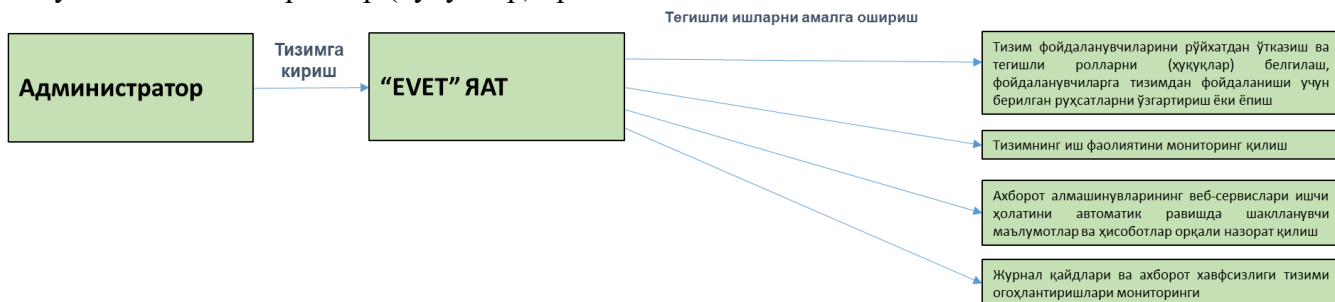 Тегишли ишларни амалга ошириш
Администратор
Тизимга
кириш
“EVET” ЯАТ
Тизим фойдаланувчиларини рўйхатдан ўтказиш ва
тегишли ролларни (ҳуқуқлар) белгилаш,
фойдаланувчиларга тизимдан фойдаланиши учун
берилган руҳсатларни ўзгартириш ёки ёпиш
Тизимнинг иш фаолиятини мониторинг қилиш
Ахборот алмашинувларининг веб-сервислари ишчи
ҳолатини автоматик равишда шаклланувчи
маълумотлар ва ҳисоботлар орқали назорат қилиш
Журнал қайдлари ва ахборот хавфсизлиги тизими
огоҳлантиришлари мониторинги